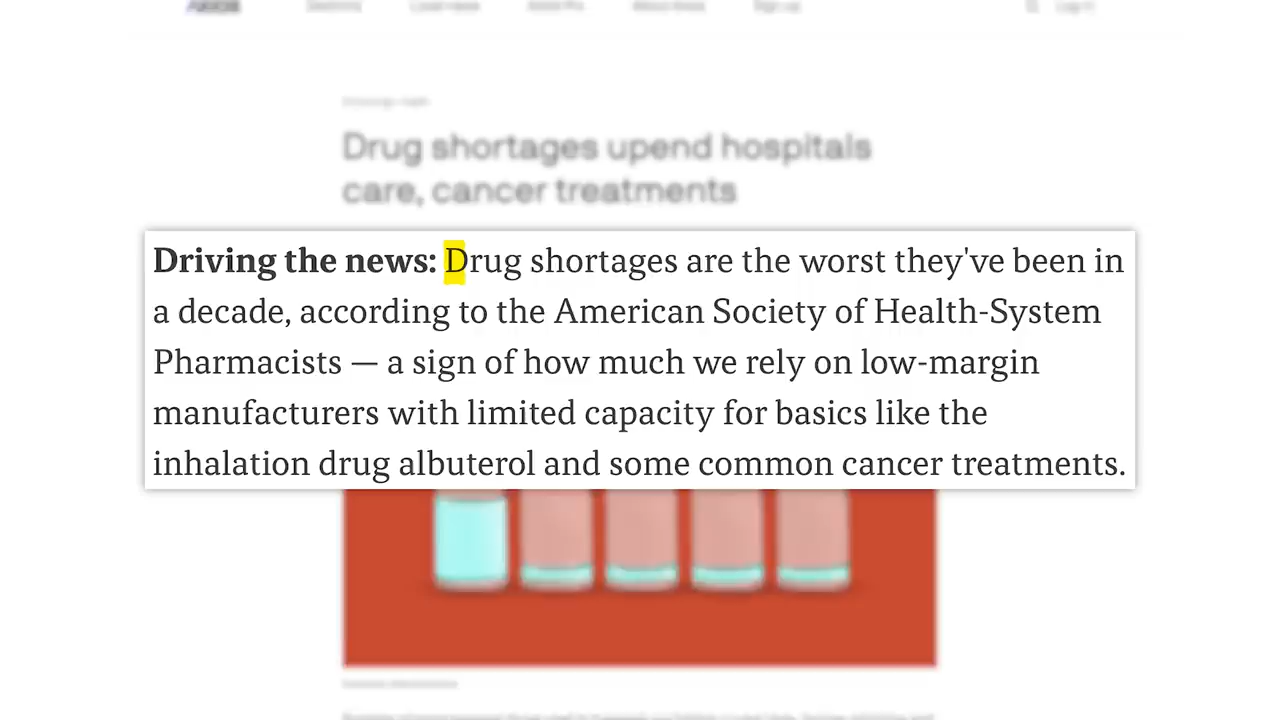 AXIOS
Drug shortages upend hospitals
care, cancer treatments
Driving the news: Drug shortages are the worst they've been in
a decade, according to the American Society of Health-System
Pharmacists — a sign of how much we rely on low-margin
manufacturers with limited capacity for basics like the
inhalation drug albuterol and some common cancer treatments.